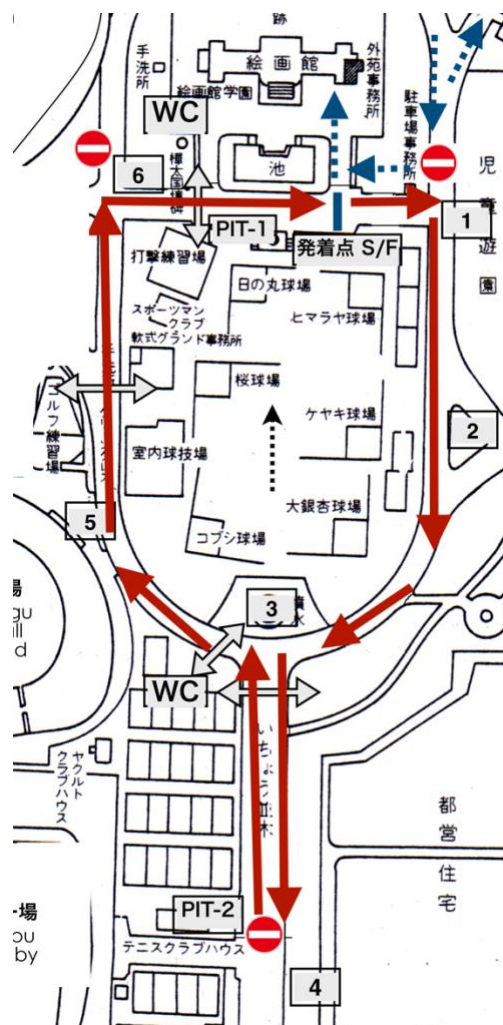 跡
手洗所
絵画館
外苑事務所
絵画館学園
WC
駐車場事務所
児童遊園
樺太国境碑
池
6
1
PIT-1
発着点 S/F
打撃練習場
日の丸球場
スポーツマン
クラブ
ヒマラヤ球場
軟式グランド事務所
桜球場
ゴルフ練習場
ケヤキ球場
2
室内球技場
大銀杏球場
5
コブシ球場
3
場
gu
ll
d
WC
いちょう並木
ヤクルト
クラブハウス
都営住宅
PIT-2
場
ou
by
テニスクラブハウス
4